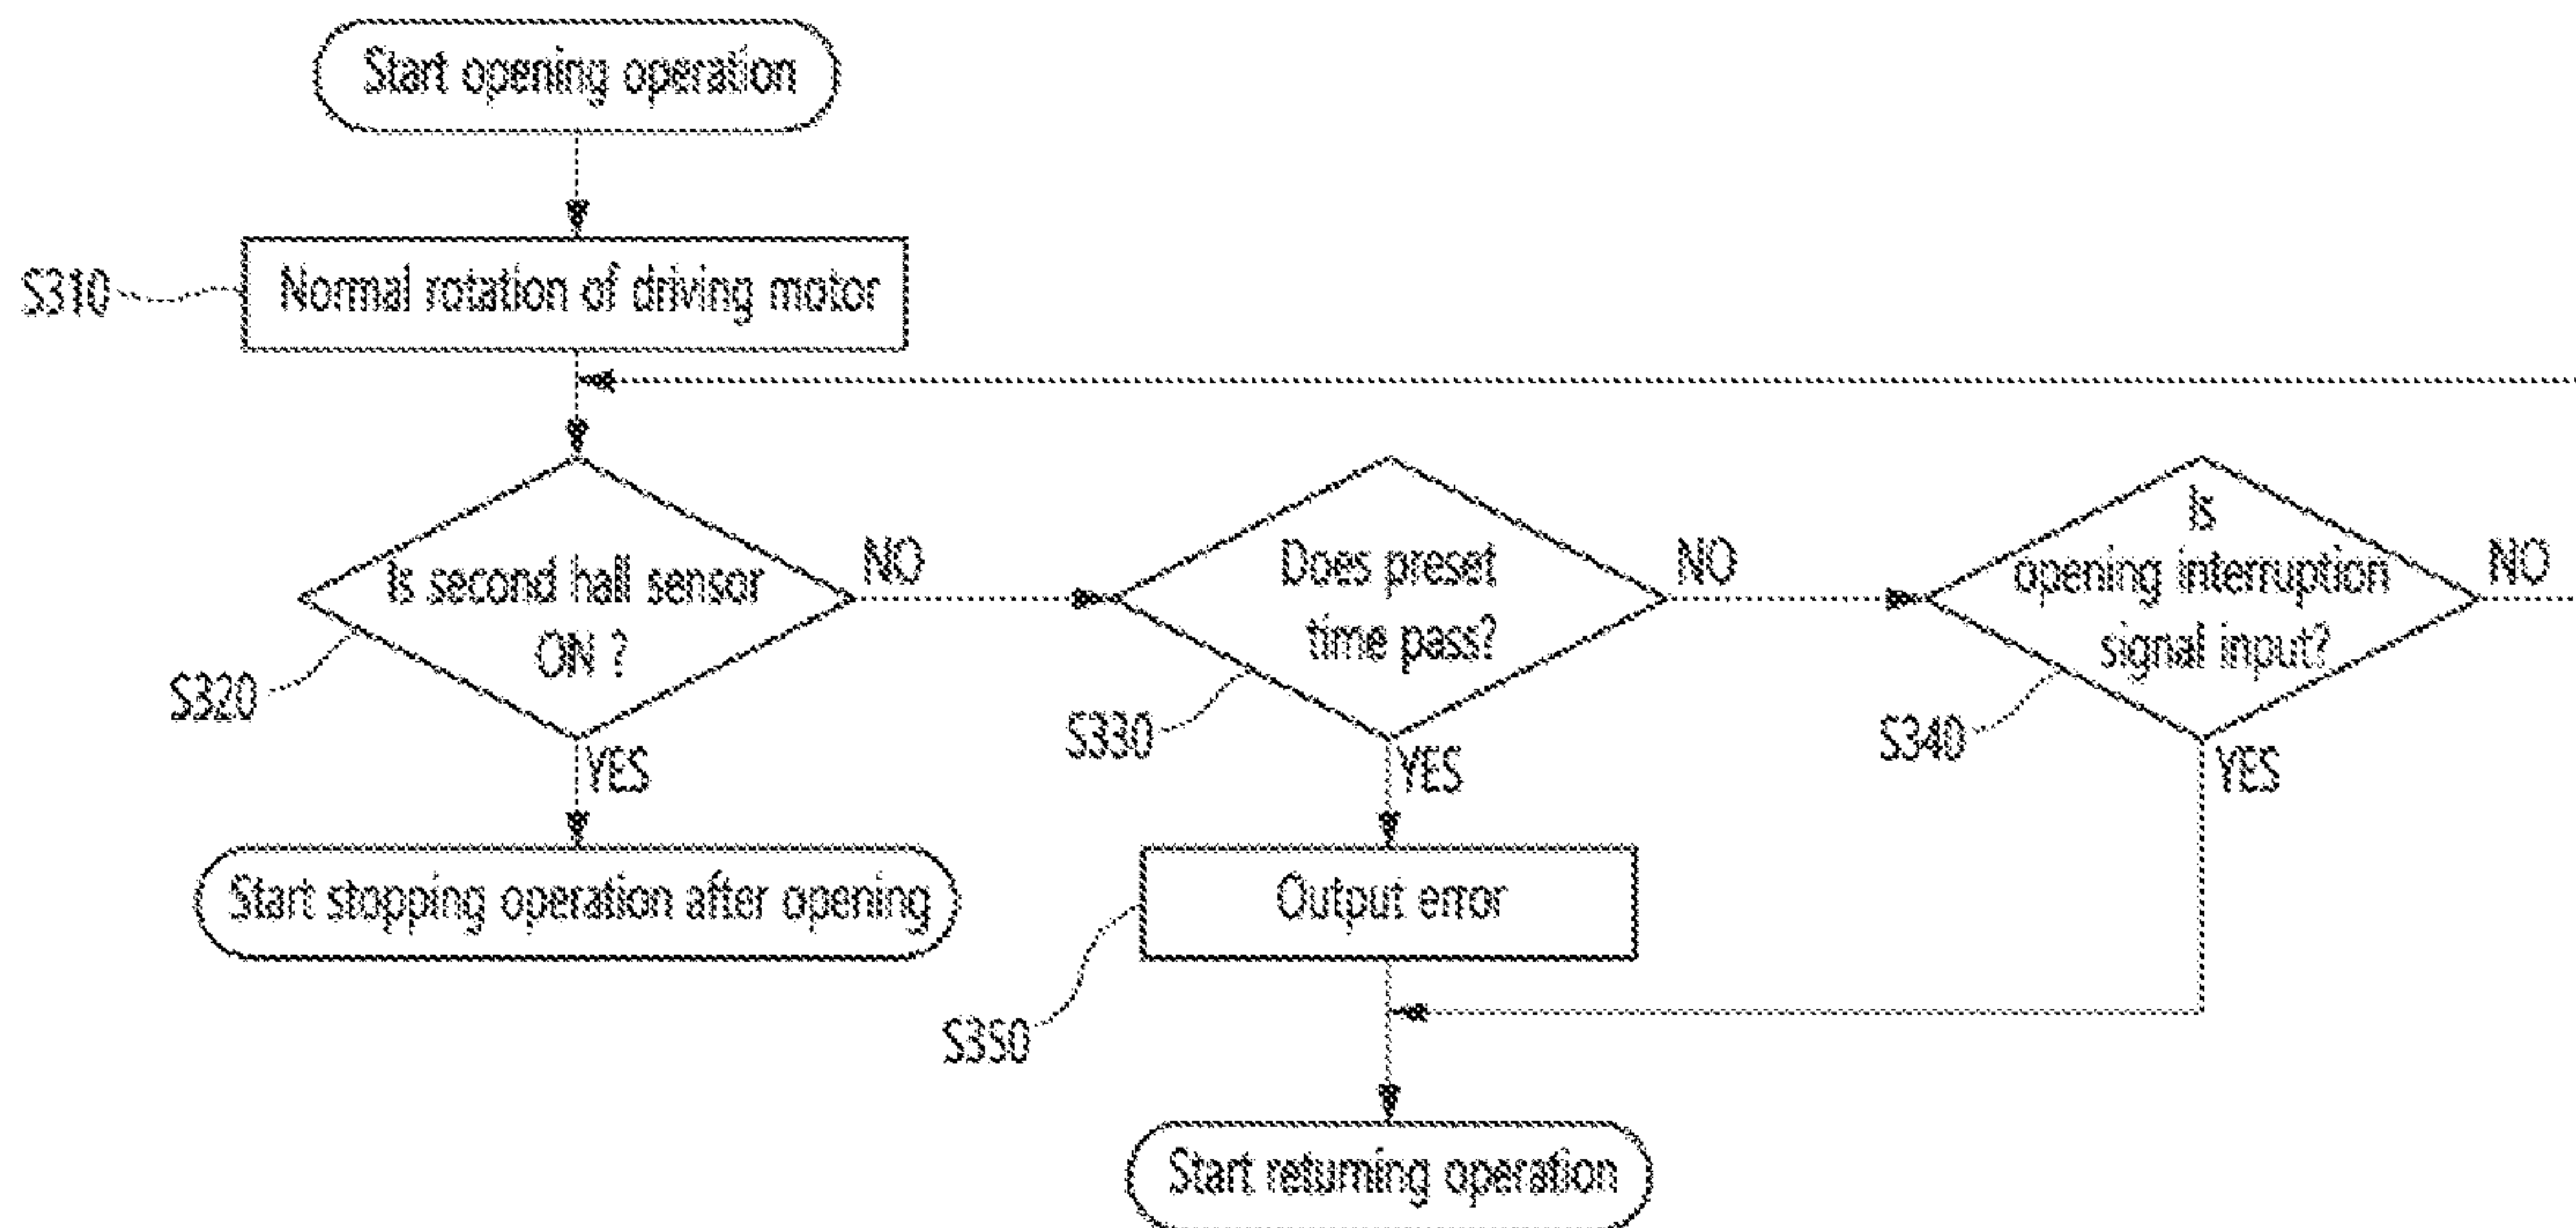 Start opening operation
S310
Normal rotation of driving motor
Is second hall sensor
ON ?
S320
NO
YES
Does preset
time pass?
S330
NO
YES
Is
opening interruption
signal input?
S340
NO
YES
Start stopping operation after opening
Output error
S350
Start returning operation